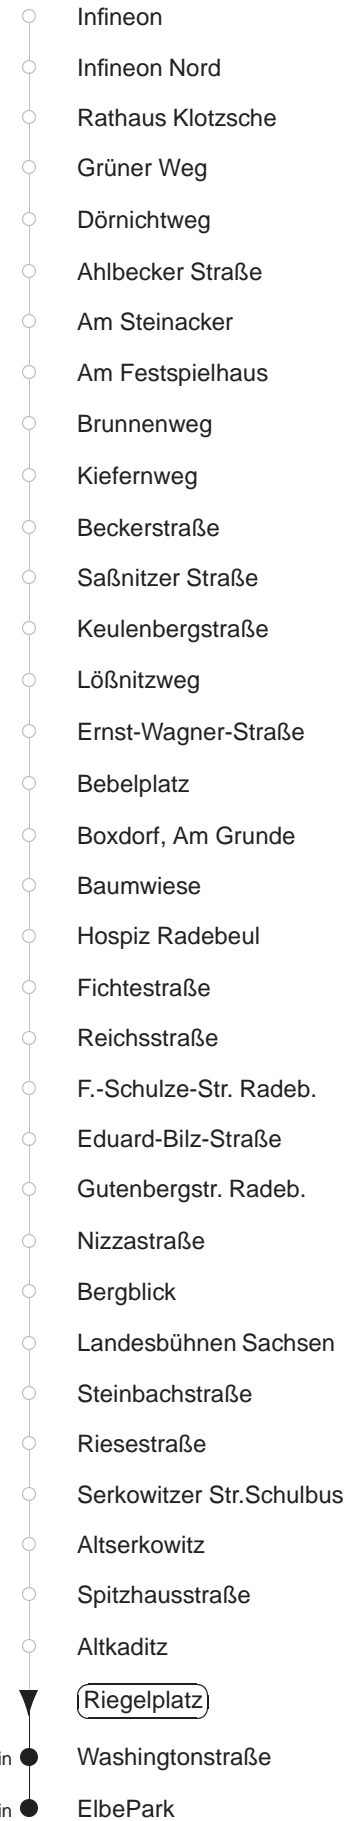 Infineon
Infineon Nord
Rathaus Klotzsche
Grüner Weg
Dörnichtweg
Ahlbecker Straße
Am Steinacker
Am Festspielhaus
Brunnenweg
Kiefernweg
Beckerstraße
Saßnitzer Straße
Keulenbergstraße
Lößnitzweg
Ernst-Wagner-Straße
Bebelplatz
Boxdorf, Am Grunde
Baumwiese
Hospiz Radebeul
Fichtestraße
Reichsstraße
F.-Schulze-Str. Radeb.
Eduard-Bilz-Straße
Gutenbergstr. Radeb.
Nizzastraße
Bergblick
Landesbühnen Sachsen
Steinbachstraße
Riesestraße
Serkowitzer Str.Schulbus
Altserkowitz
Spitzhausstraße
Altkaditz
Riegelplatz
in Washingtonstraße
in ElbePark